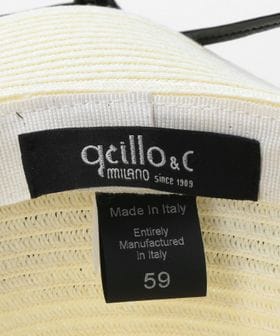 grillo & C
MILANO since 1909
Made In Italy
Entirely
Manufactured
In Italy
59